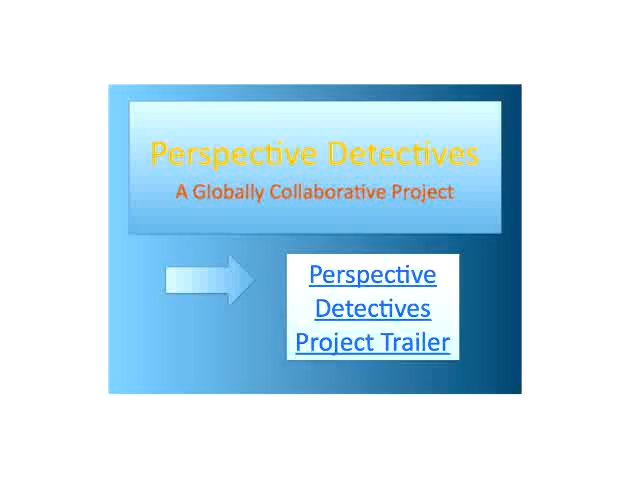 Perspective Detectives
A Globally Collaborative Project
Perspective
Detectives
Project Trailer